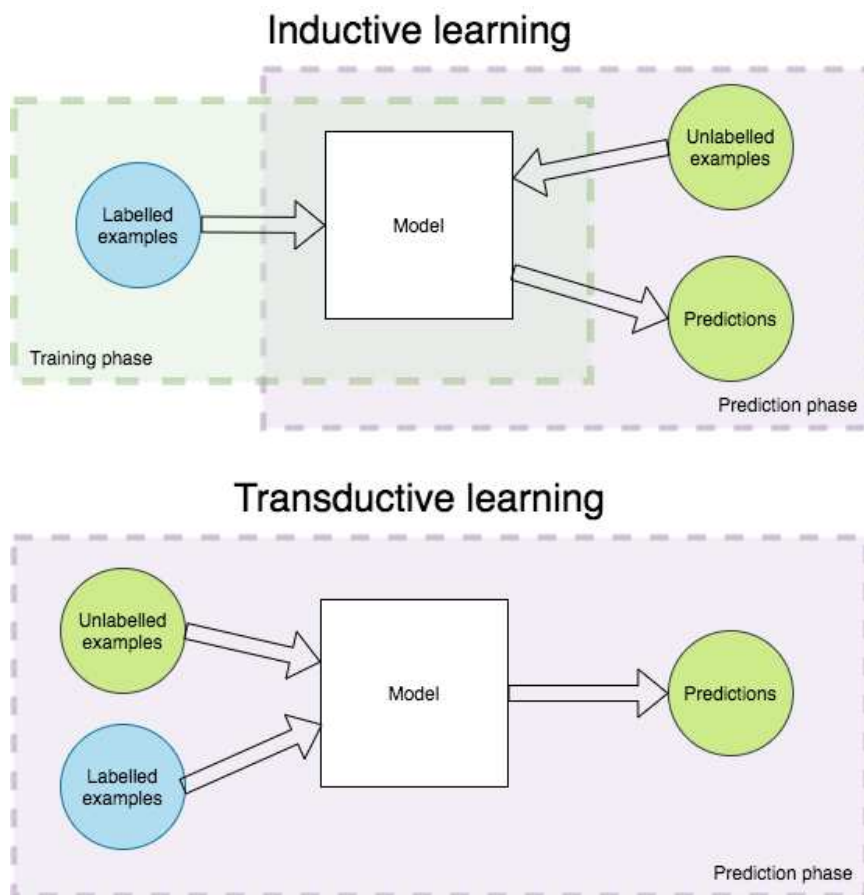 Inductive learning
Unlabelled
examples
Labelled
examples
Model
Predictions
Training phase
Prediction phase
Transductive learning
Unlabelled
examples
Model
Predictions
Labelled
examples
Prediction phase